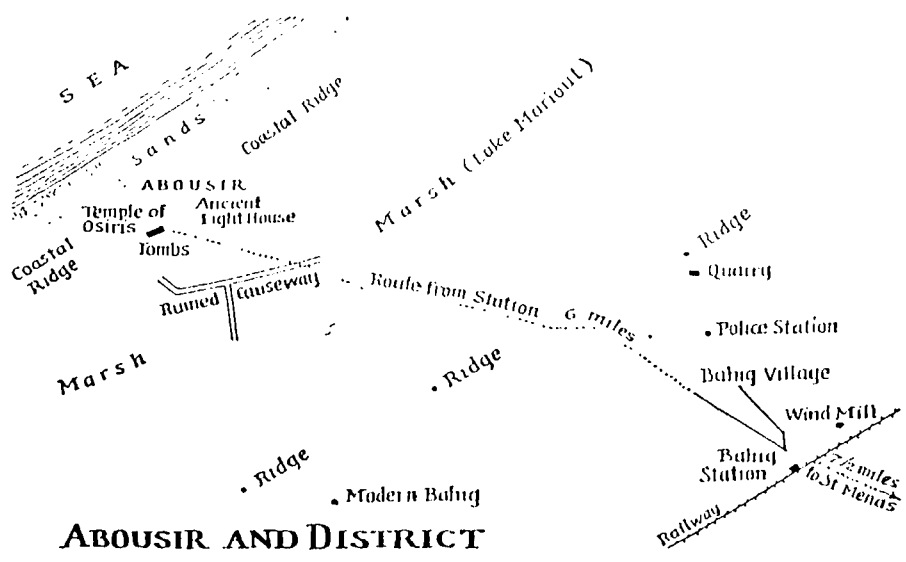 SEA
Sands
Coastal Ridge
Marsh (Lake Mariout)
ABOUSIR
Temple of
Osiris
Ancient
Light House
Tombs
Coastal
Ridge
Ruined Causeway
Route from Station 6 miles
Ridge
Quarry
Police Station
Bahig Village
Wind Mill
Marsh
Ridge
Bahig
Station
7½ miles
to St Menas
Ridge
Modern Bahig
Railway
ABOUSIR AND DISTRICT